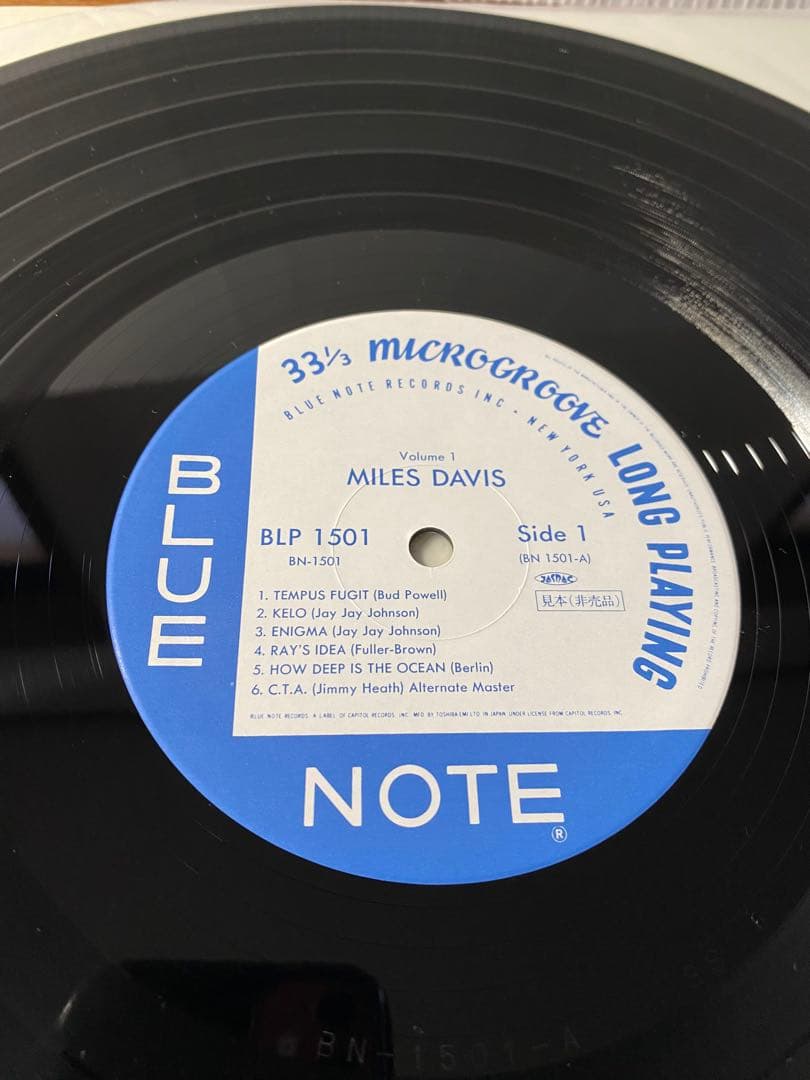 33⅓ MICROGROOVE LONG PLAYING
BLUE NOTE RECORDS INC · NEW YORK USA
Volume 1
MILES DAVIS
BLP 1501
Side 1
BN-1501
(BN 1501-A)
JASRAC
見本(非売品)
1. TEMPUS FUGIT (Bud Powell)
2. KELO (Jay Jay Johnson)
3. ENIGMA (Jay Jay Johnson)
4. RAY'S IDEA (Fuller-Brown)
5. HOW DEEP IS THE OCEAN (Berlin)
6. C.T.A. (Jimmy Heath) Alternate Master
BLUE NOTE RECORDS · A LABEL OF CAPITOL RECORDS, INC. MFD. BY TOSHIBA-EMI LTD. IN JAPAN UNDER LICENSE FROM CAPITOL RECORDS, INC.
BLUE
NOTE®
BN-1501-A